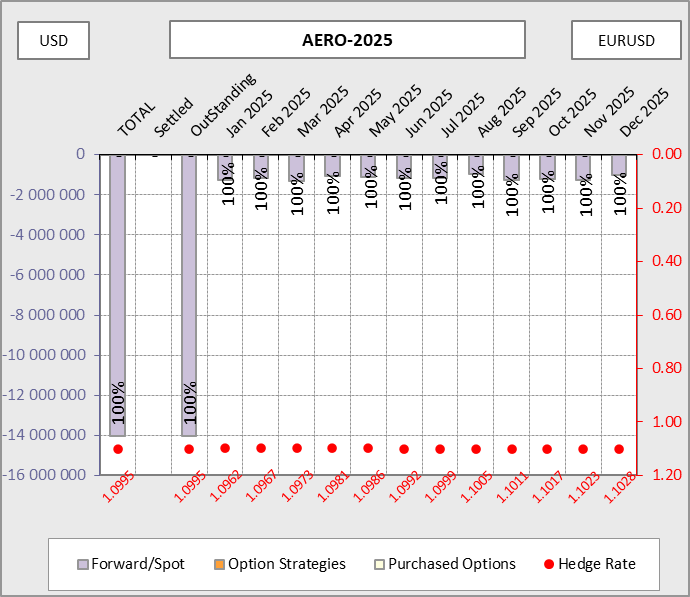 USD
AERO-2025
EURUSD
TOTAL
Settled
OutStanding
Jan 2025
Feb 2025
Mar 2025
Apr 2025
May 2025
Jun 2025
Jul 2025
Aug 2025
Sep 2025
Oct 2025
Nov 2025
Dec 2025
0
-2 000 000
-4 000 000
-6 000 000
-8 000 000
-10 000 000
-12 000 000
-14 000 000
-16 000 000
100%
100%
100%
100%
100%
100%
100%
100%
100%
100%
100%
100%
100%
100%
0.00
0.20
0.40
0.60
0.80
1.00
1.20
1.0995
1.0995
1.0962
1.0967
1.0973
1.0981
1.0986
1.0992
1.0999
1.1005
1.1011
1.1017
1.1023
1.1028
Forward/Spot
Option Strategies
Purchased Options
Hedge Rate